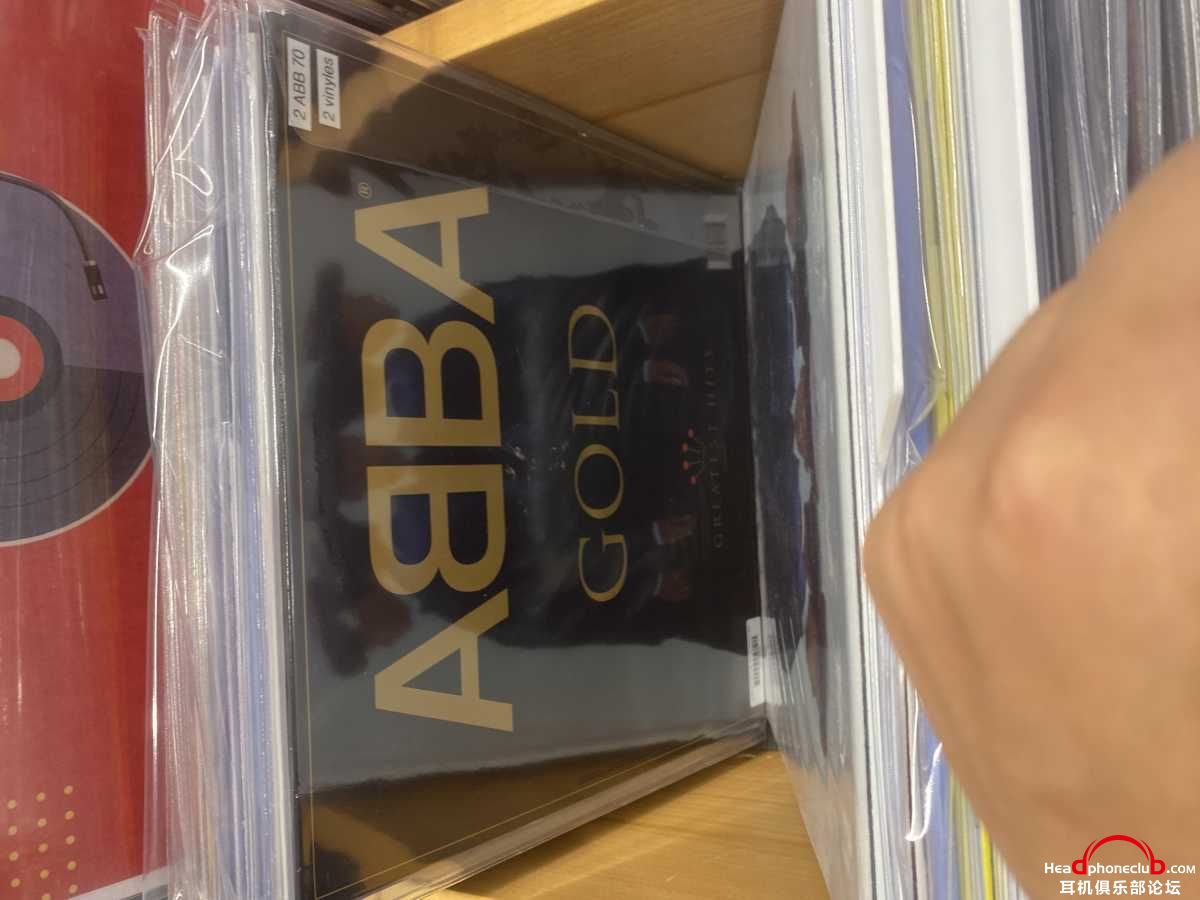 2 ABB 70
2 vinyles
ABBA®
GOLD
GREATEST HITS
Headphoneclub.com
耳机俱乐部论坛